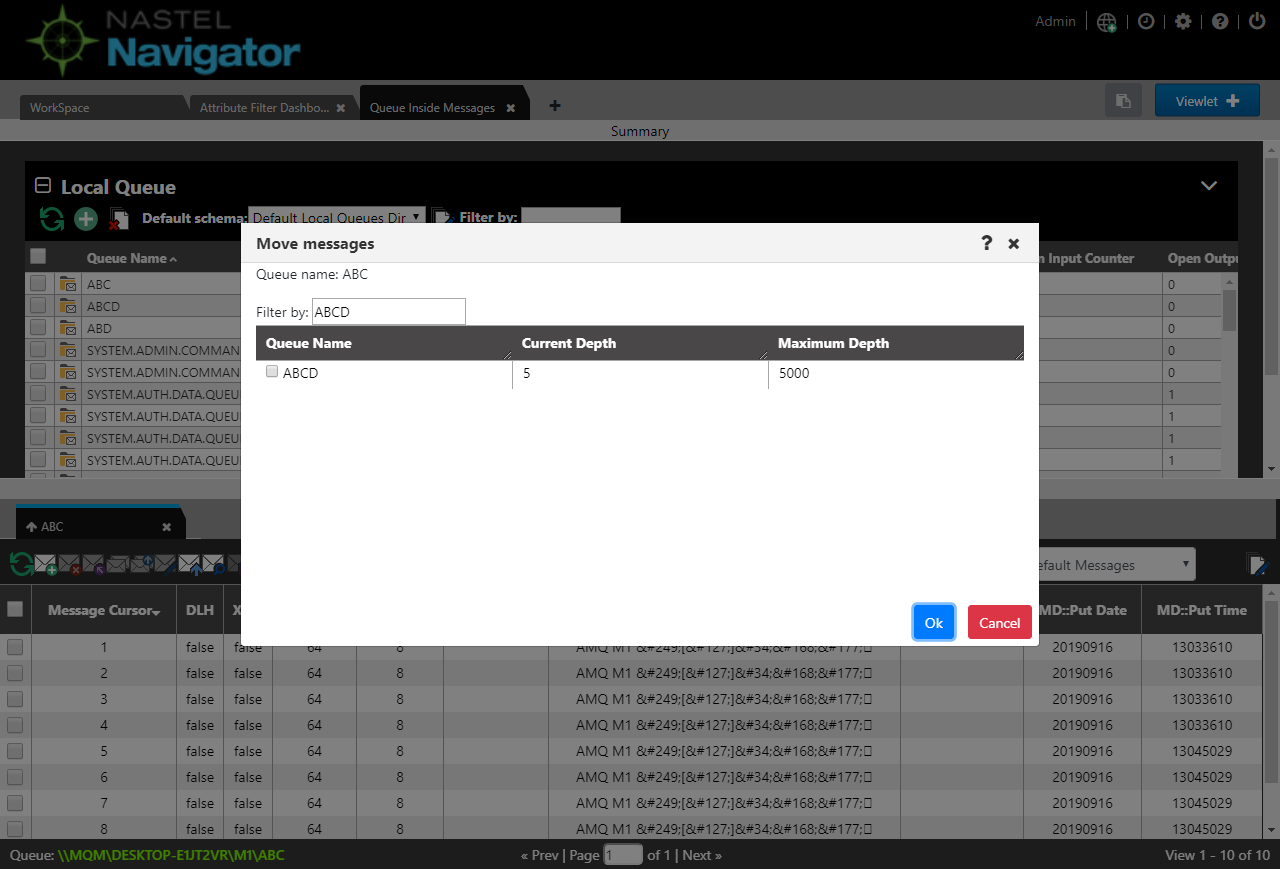 NASTEL
Navigator
Admin
WorkSpace
Attribute Filter Dashbo...
Queue Inside Messages
Viewlet
Summary
Local Queue
Default schema:
Default Local Queues Dir
Filter by:
Queue Name
n Input Counter
Open Outpu
ABC 0
ABCD 0
ABD 0
SYSTEM.ADMIN.COMMAN 0
SYSTEM.ADMIN.COMMAN 0
SYSTEM.AUTH.DATA.QUEU 1
SYSTEM.AUTH.DATA.QUEU 1
SYSTEM.AUTH.DATA.QUEU 1
SYSTEM.AUTH.DATA.QUEU 1
Move messages
Queue name: ABC
Filter by: ABCD
Queue Name Current Depth Maximum Depth
ABCD 5 5000
Ok Cancel
ABC
efault Messages
Message Cursor DLH X MD::Put Date MD::Put Time
1 false false 64 8 AMQ M1 &#249;[&#127;]&#34;&#168;&#177;▯ 20190916 13033610
2 false false 64 8 AMQ M1 &#249;[&#127;]&#34;&#168;&#177;▯ 20190916 13033610
3 false false 64 8 AMQ M1 &#249;[&#127;]&#34;&#168;&#177;▯ 20190916 13033610
4 false false 64 8 AMQ M1 &#249;[&#127;]&#34;&#168;&#177;▯ 20190916 13033610
5 false false 64 8 AMQ M1 &#249;[&#127;]&#34;&#168;&#177;▯ 20190916 13045029
6 false false 64 8 AMQ M1 &#249;[&#127;]&#34;&#168;&#177;▯ 20190916 13045029
7 false false 64 8 AMQ M1 &#249;[&#127;]&#34;&#168;&#177;▯ 20190916 13045029
8 false false 64 8 AMQ M1 &#249;[&#127;]&#34;&#168;&#177;▯ 20190916 13045029
Queue: \\MQM\DESKTOP-E1JT2VR\M1\ABC
« Prev | Page 1 of 1 | Next »
View 1 - 10 of 10